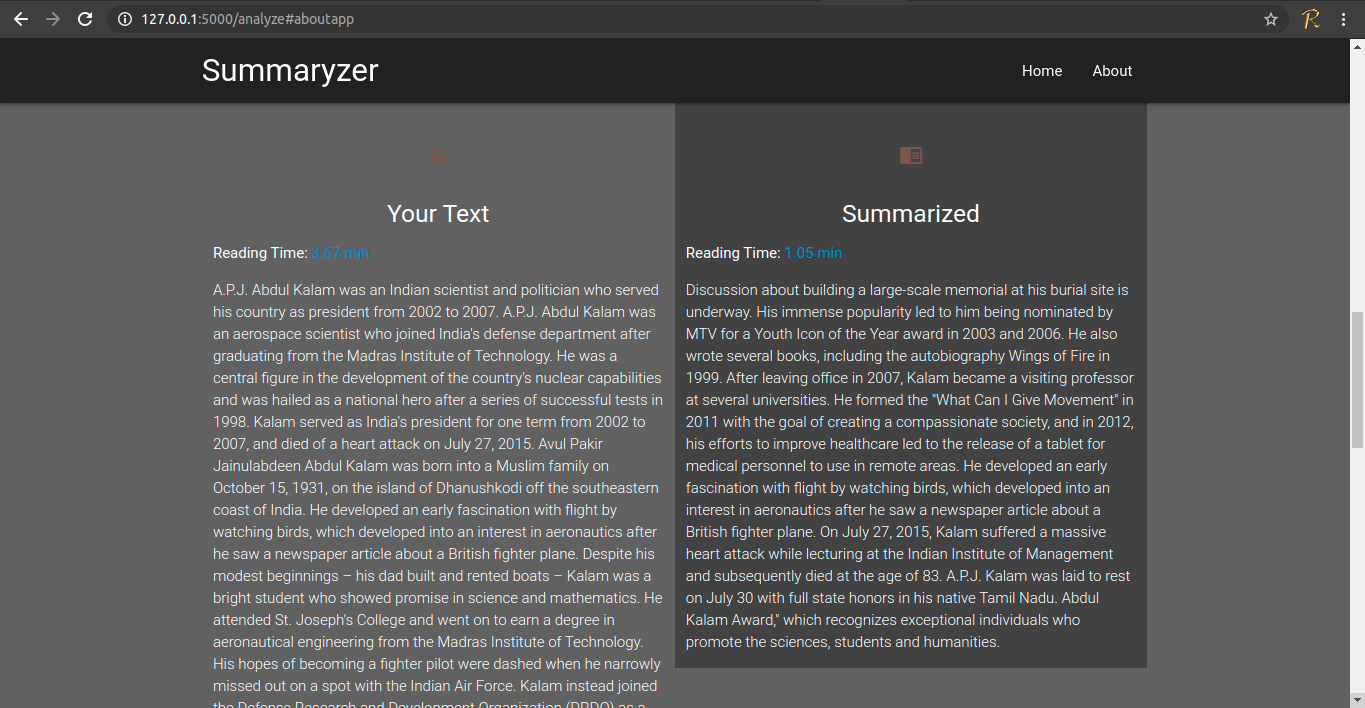 127.0.0.1:5000/analyze#aboutapp
Summaryzer
Home
About
Your Text
Reading Time: 3.67 min
A.P.J. Abdul Kalam was an Indian scientist and politician who served
his country as president from 2002 to 2007. A.P.J. Abdul Kalam was
an aerospace scientist who joined India's defense department after
graduating from the Madras Institute of Technology. He was a
central figure in the development of the country's nuclear capabilities
and was hailed as a national hero after a series of successful tests in
1998. Kalam served as India's president for one term from 2002 to
2007, and died of a heart attack on July 27, 2015. Avul Pakir
Jainulabdeen Abdul Kalam was born into a Muslim family on
October 15, 1931, on the island of Dhanushkodi off the southeastern
coast of India. He developed an early fascination with flight by
watching birds, which developed into an interest in aeronautics after
he saw a newspaper article about a British fighter plane. Despite his
modest beginnings – his dad built and rented boats – Kalam was a
bright student who showed promise in science and mathematics. He
attended St. Joseph's College and went on to earn a degree in
aeronautical engineering from the Madras Institute of Technology.
His hopes of becoming a fighter pilot were dashed when he narrowly
missed out on a spot with the Indian Air Force. Kalam instead joined
the Defense Research and Development Organization (DRDO) as a
Summarized
Reading Time: 1.05 min
Discussion about building a large-scale memorial at his burial site is
underway. His immense popularity led to him being nominated by
MTV for a Youth Icon of the Year award in 2003 and 2006. He also
wrote several books, including the autobiography Wings of Fire in
1999. After leaving office in 2007, Kalam became a visiting professor
at several universities. He formed the "What Can I Give Movement" in
2011 with the goal of creating a compassionate society, and in 2012,
his efforts to improve healthcare led to the release of a tablet for
medical personnel to use in remote areas. He developed an early
fascination with flight by watching birds, which developed into an
interest in aeronautics after he saw a newspaper article about a
British fighter plane. On July 27, 2015, Kalam suffered a massive
heart attack while lecturing at the Indian Institute of Management
and subsequently died at the age of 83. A.P.J. Kalam was laid to rest
on July 30 with full state honors in his native Tamil Nadu. Abdul
Kalam Award," which recognizes exceptional individuals who
promote the sciences, students and humanities.